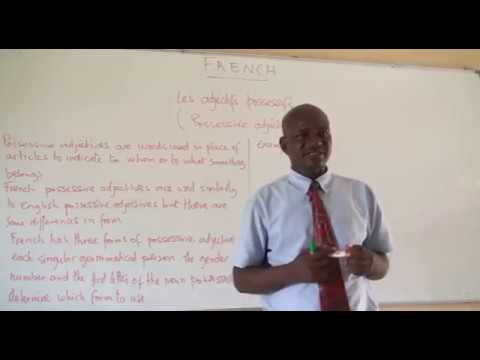 FRENCH
Les adjectifs possessifs
( Possessive adjectiv
Possessive adjectives are words used in place of
articles to indicate to whom or to what something
belongs
French possessive adjectives are used similarly
to English possessive adjectives but there are
some differences in form
French has three forms of possessive adjective
each singular grammatical person. The gender
number and the first letter of the noun possessed
Determine which form to use